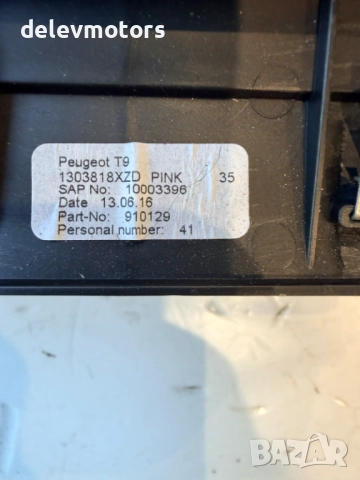 delevmotors
Peugeot T9
1303818XZD PINK 35
SAP No: 10003396
Date 13.06.16
Part-No: 910129
Personal number: 41
BAZAR